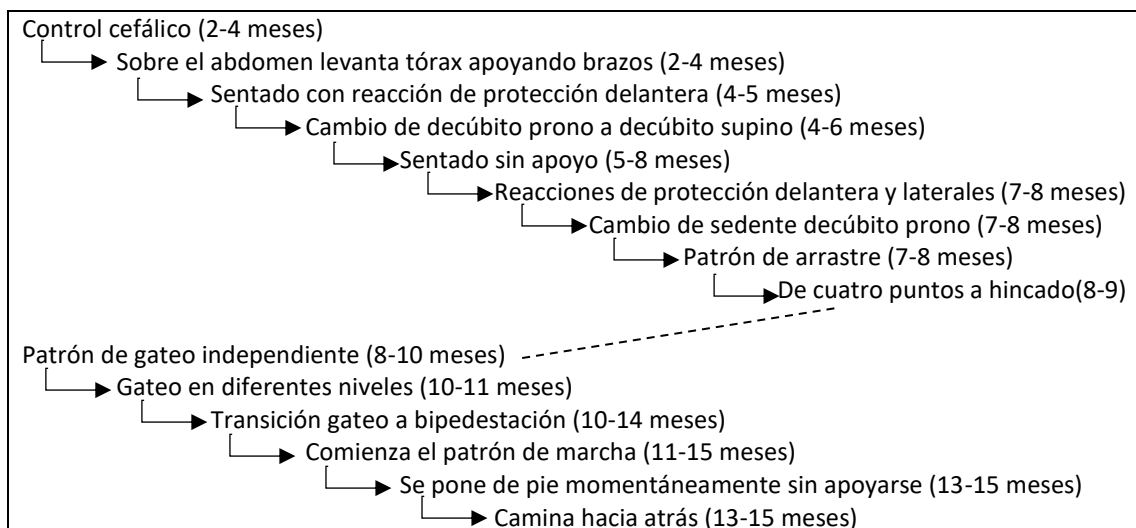 Control cefálico (2-4 meses)
Sobre el abdomen levanta tórax apoyando brazos (2-4 meses)
Sentado con reacción de protección delantera (4-5 meses)
Cambio de decúbito prono a decúbito supino (4-6 meses)
Sentado sin apoyo (5-8 meses)
Reacciones de protección delantera y laterales (7-8 meses)
Cambio de sedente decúbito prono (7-8 meses)
Patrón de arrastre (7-8 meses)
De cuatro puntos a hincado(8-9)
Patrón de gateo independiente (8-10 meses)
Gateo en diferentes niveles (10-11 meses)
Transición gateo a bipedestación (10-14 meses)
Comienza el patrón de marcha (11-15 meses)
Se pone de pie momentáneamente sin apoyarse (13-15 meses)
Camina hacia atrás (13-15 meses)